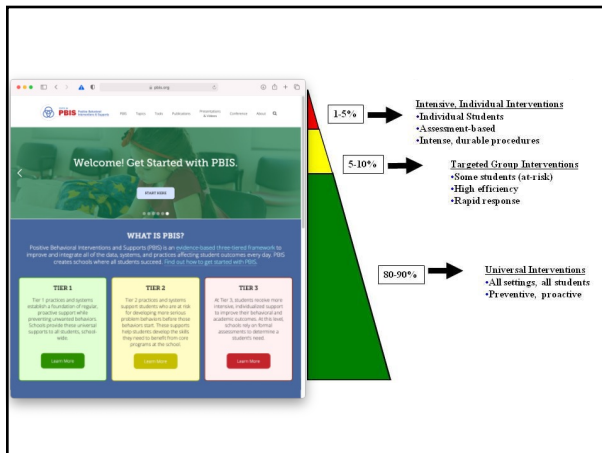 pbis.org
PBIS Positive Behavioral
Interventions & Supports
PBIS Topics Tools Publications Presentations
& Videos Conference About
Welcome! Get Started with PBIS.
START HERE
WHAT IS PBIS?
Positive Behavioral Interventions and Supports (PBIS) is an evidence-based three-tiered framework to
improve and integrate all of the data, systems, and practices affecting student outcomes every day. PBIS
creates schools where all students succeed. Find out how to get started with PBIS.
TIER 1
Tier 1 practices and systems
establish a foundation of regular,
proactive support while
preventing unwanted behaviors.
Schools provide these universal
supports to all students, school
wide.
Learn More
TIER 2
Tier 2 practices and systems
support students who are at risk
for developing more serious
problem behaviors before those
behaviors start. These supports
help students develop the skills
they need to benefit from core
programs at the school.
Learn More
TIER 3
At Tier 3, students receive more
intensive, individualized support
to improve their behavioral and
academic outcomes. At this level,
schools rely on formal
assessments to determine a
student's need.
Learn More
1-5%
Intensive, Individual Interventions
•Individual Students
•Assessment-based
•Intense, durable procedures
5-10%
Targeted Group Interventions
•Some students (at-risk)
•High efficiency
•Rapid response
80-90%
Universal Interventions
•All settings, all students
•Preventive, proactive